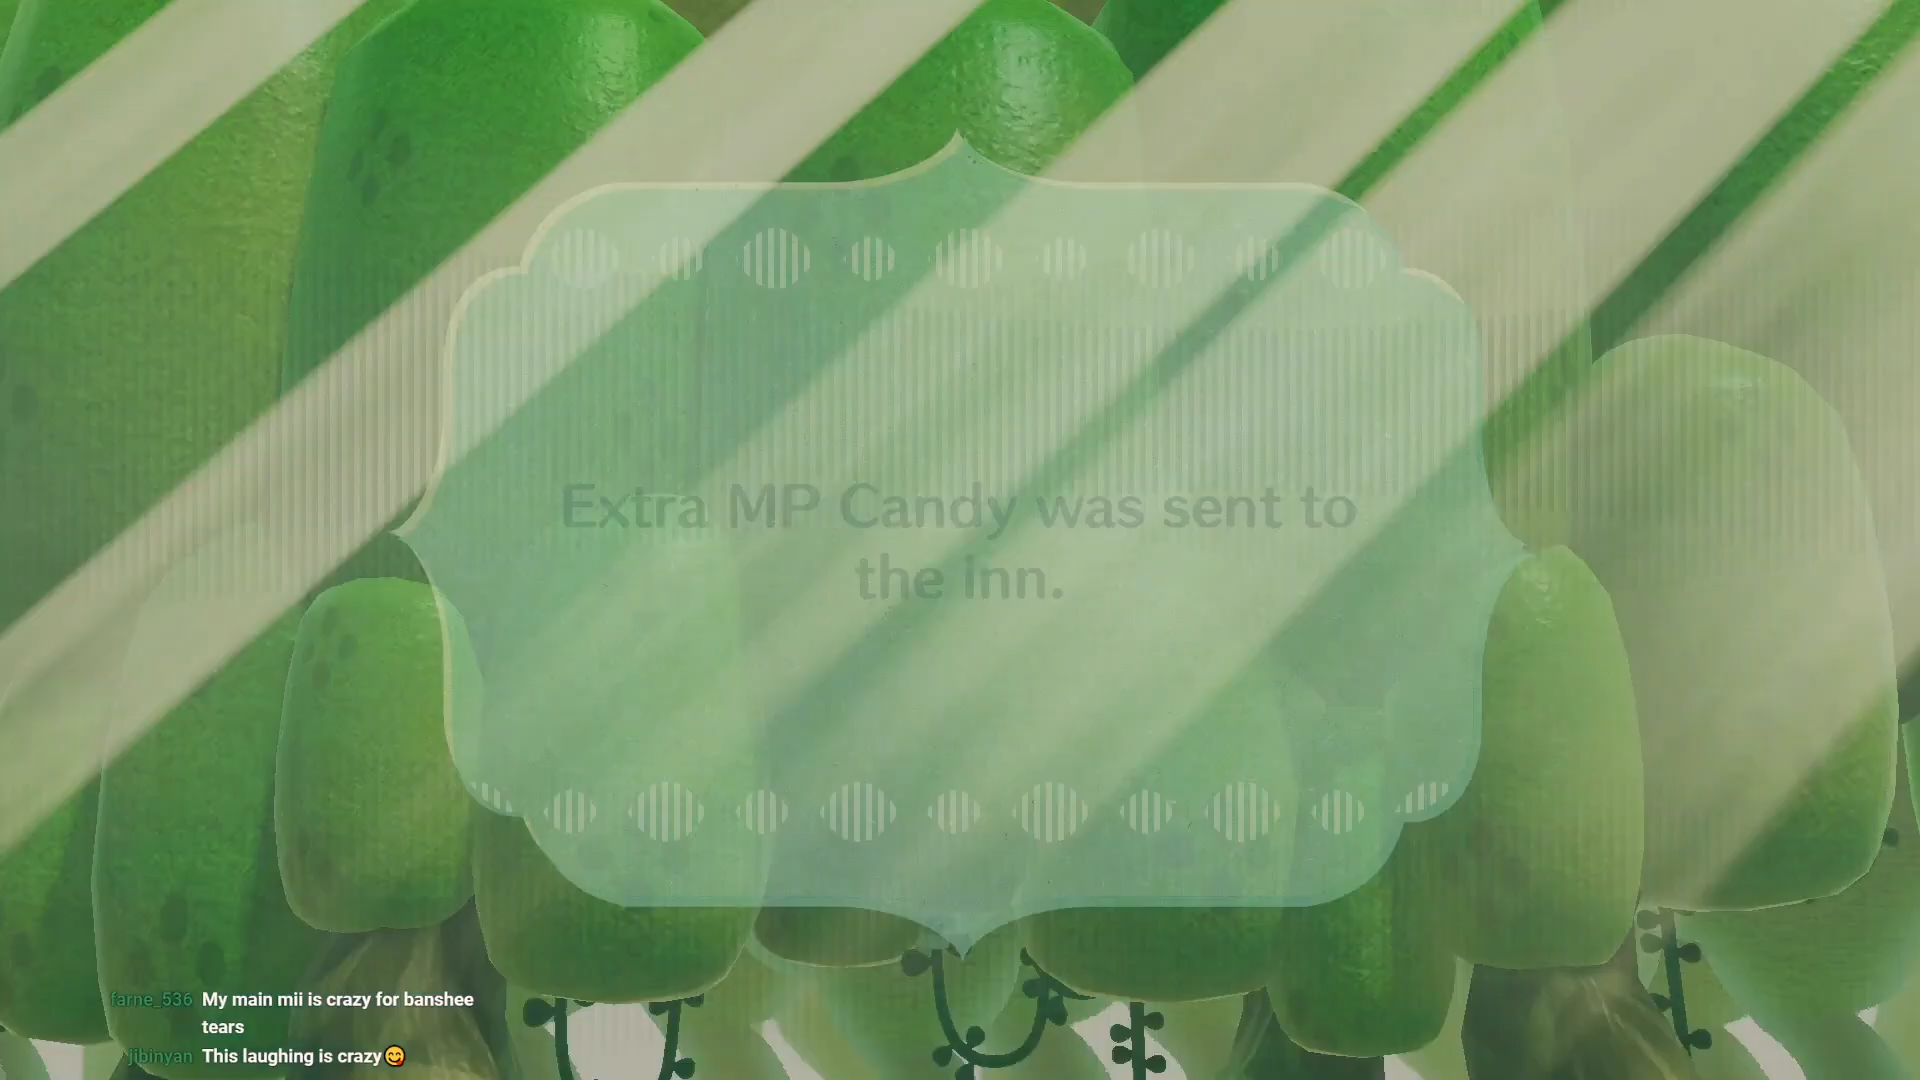 Extra MP Candy was sent to
the inn.
farne_536 My main mii is crazy for banshee
tears
jibinyan This laughing is crazy😋